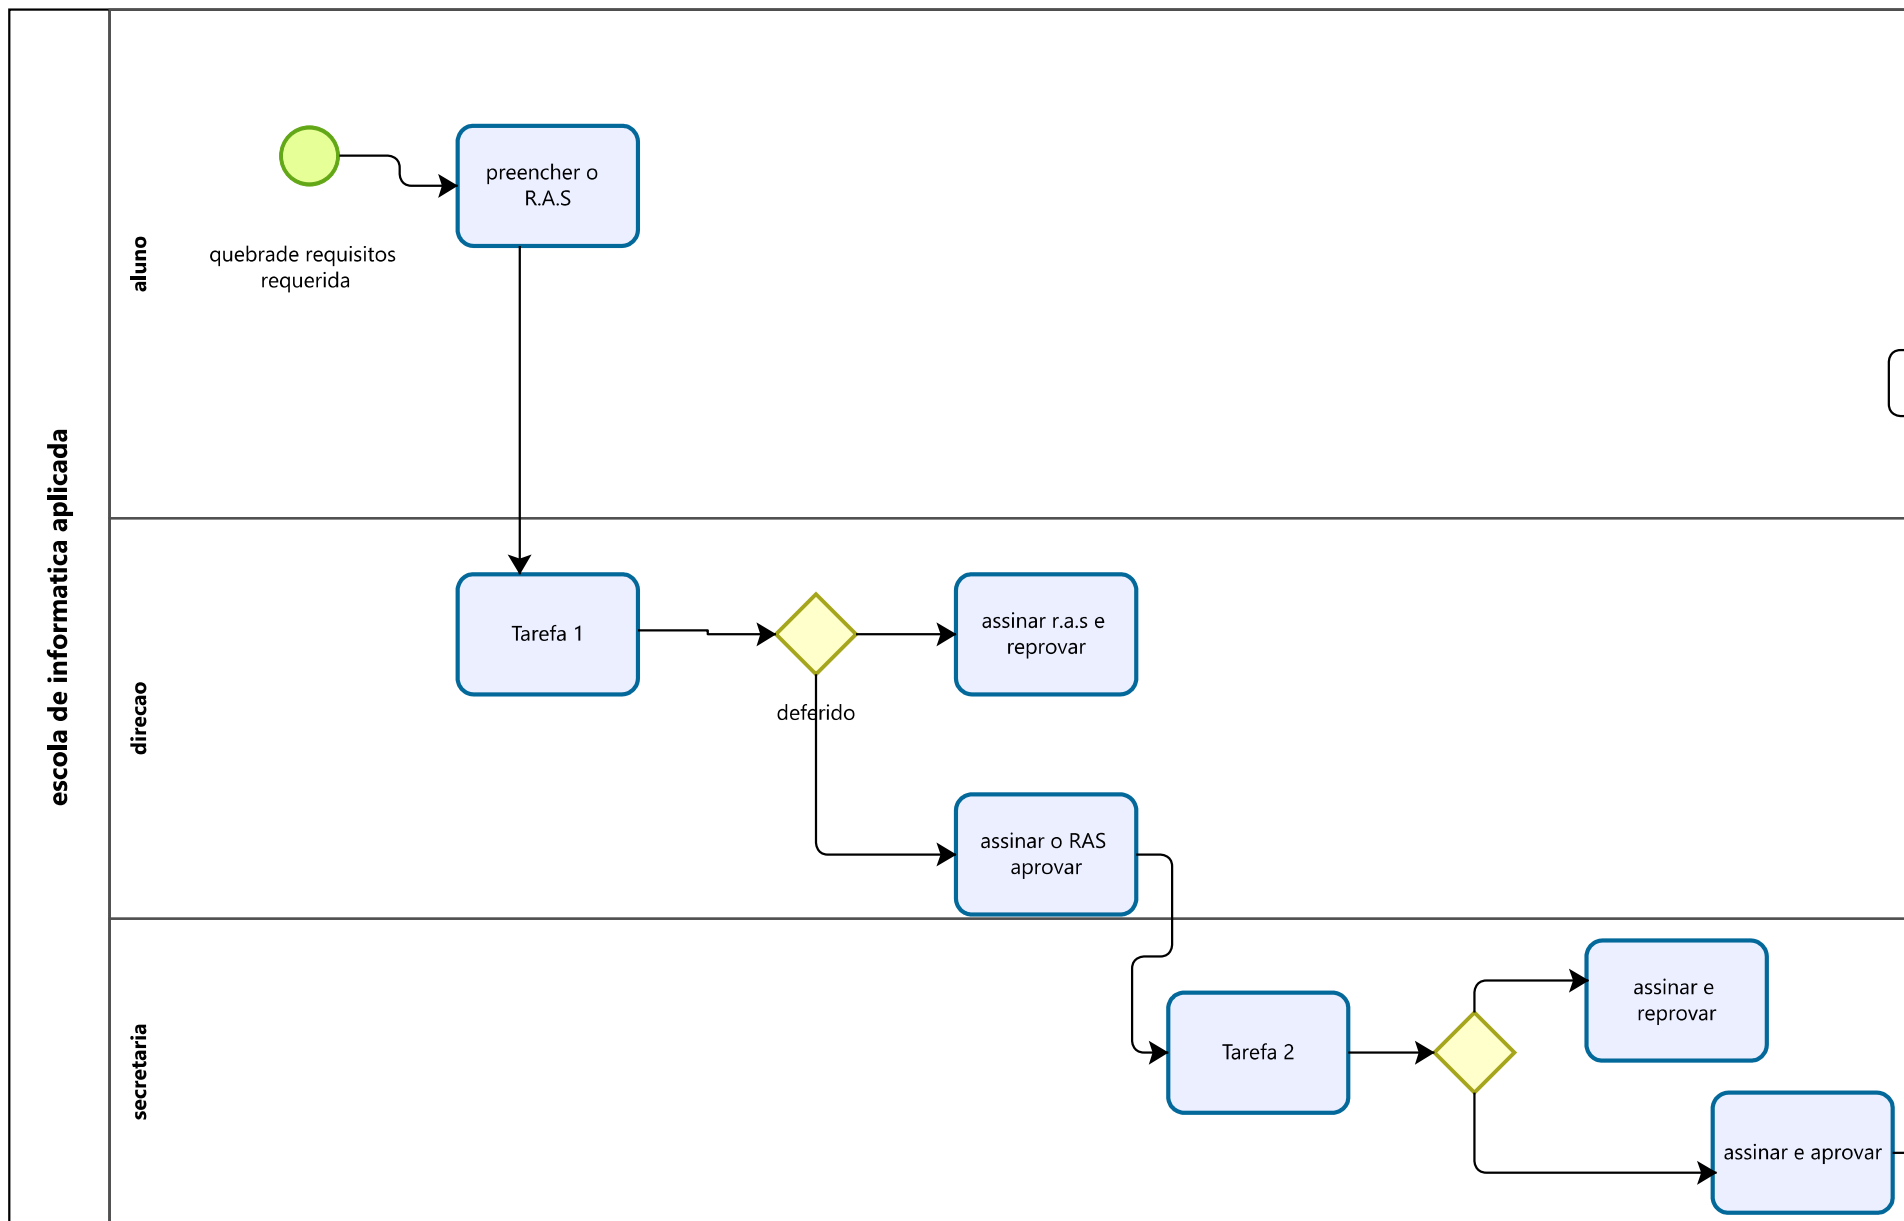 escola de informatica aplicada
aluno
quebrade requisitos
requerida
preencher o
R.A.S
direcao
Tarefa 1
deferido
assinar r.a.s e
reprovar
assinar o RAS
aprovar
secretaria
Tarefa 2
assinar e
reprovar
assinar e aprovar